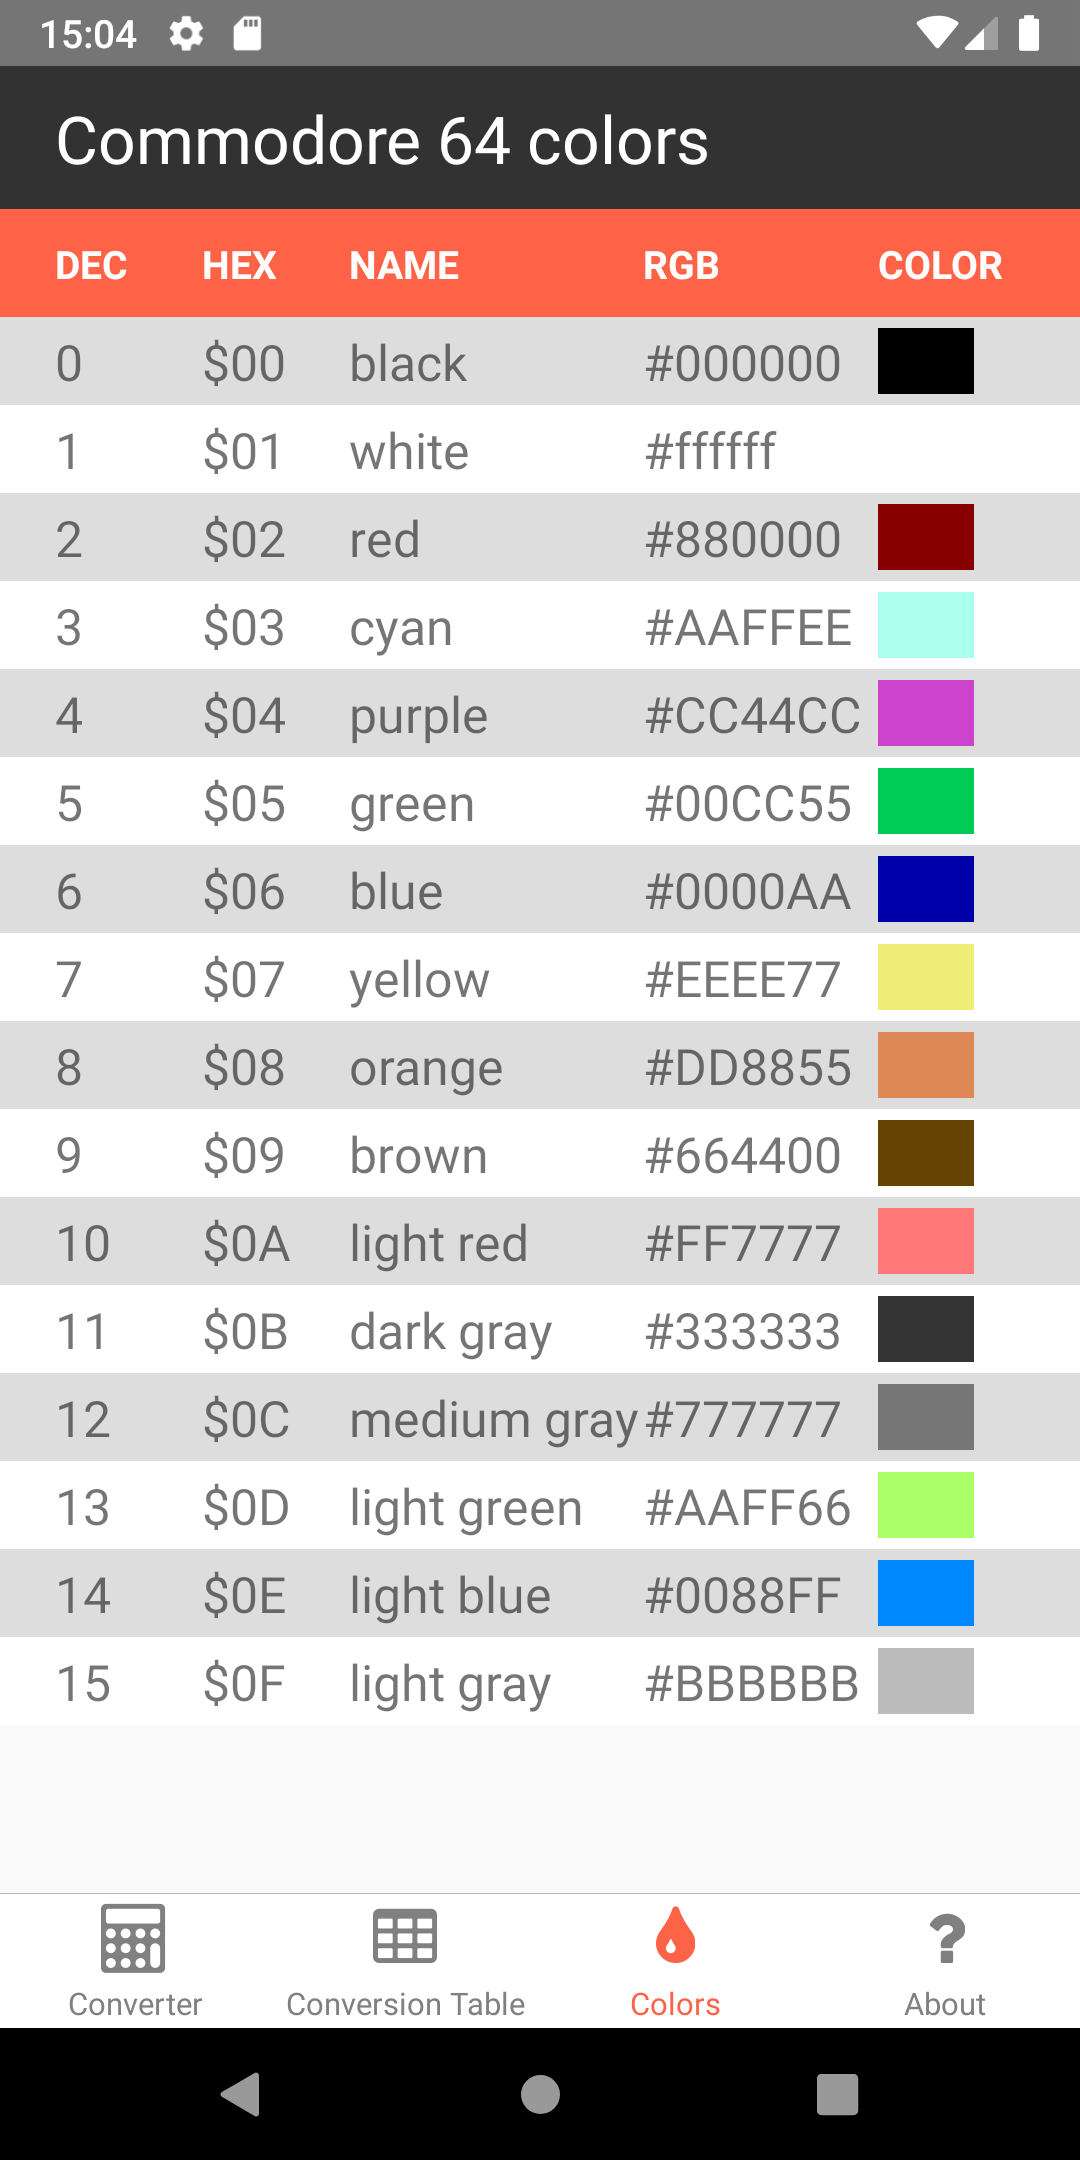 15:04
Commodore 64 colors
DEC HEX NAME RGB COLOR
0 $00 black #000000
1 $01 white #ffffff
2 $02 red #880000
3 $03 cyan #AAFFEE
4 $04 purple #CC44CC
5 $05 green #00CC55
6 $06 blue #0000AA
7 $07 yellow #EEEE77
8 $08 orange #DD8855
9 $09 brown #664400
10 $0A light red #FF7777
11 $0B dark gray #333333
12 $0C medium gray #777777
13 $0D light green #AAFF66
14 $0E light blue #0088FF
15 $0F light gray #BBBBBB
Converter Conversion Table Colors About